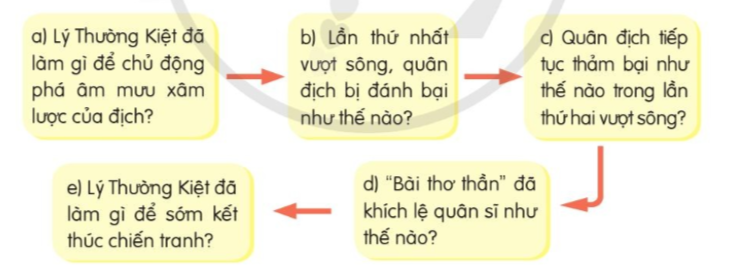 a) Lý Thường Kiệt đã
làm gì để chủ động
phá âm mưu xâm
lược của địch?
b) Lần thứ nhất
vượt sông, quân
địch bị đánh bại
như thế nào?
c) Quân địch tiếp
tục thảm bại như
thế nào trong lần
thứ hai vượt sông?
d) “Bài thơ thần” đã
khích lệ quân sĩ như
thế nào?
e) Lý Thường Kiệt đã
làm gì để sớm kết
thúc chiến tranh?